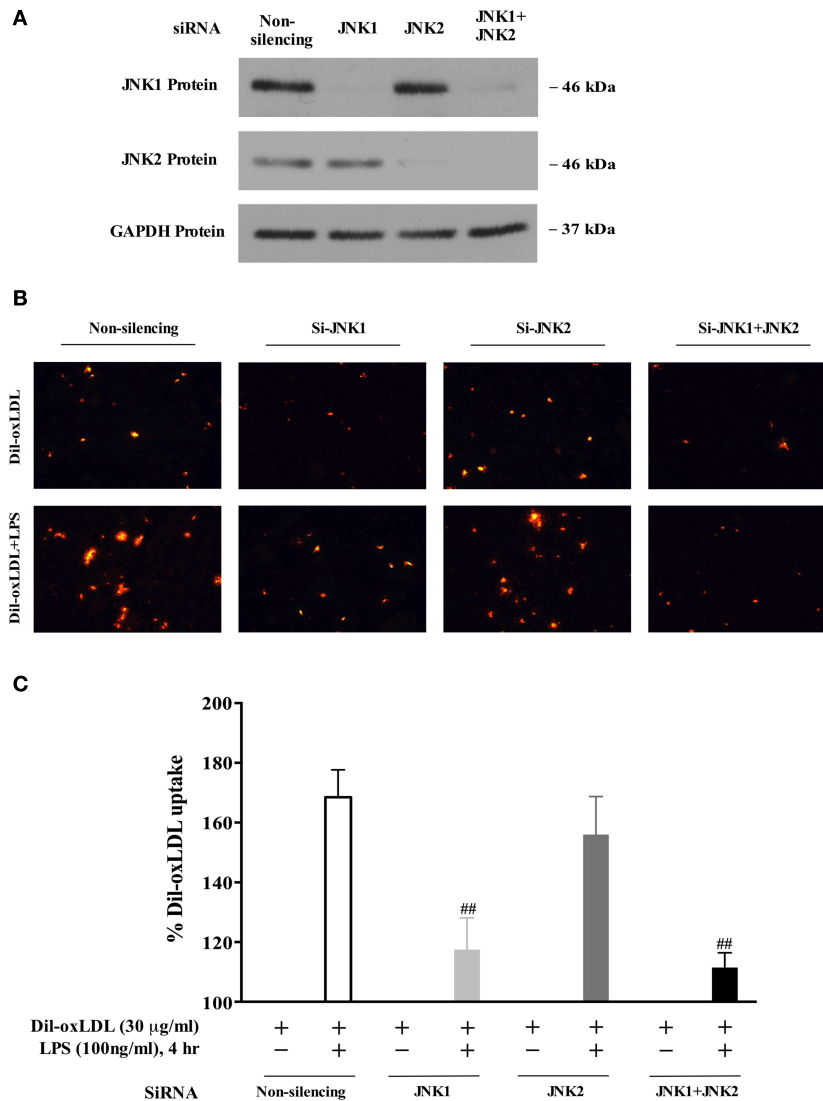 A
siRNA
Non-
silencing
JNK1
JNK2
JNK1+
JNK2
JNK1 Protein
– 46 kDa
JNK2 Protein
– 46 kDa
GAPDH Protein
– 37 kDa
B
Non-silencing
Si-JNK1
Si-JNK2
Si-JNK1+JNK2
Dil-oxLDL
Dil-oxLDL+LPS
C
% Dil-oxLDL uptake
200
180
160
140
120
100
##
##
Dil-oxLDL (30 μg/ml) + + + + + + + +
LPS (100ng/ml), 4 hr – + – + – + – +
SiRNA Non-silencing JNK1 JNK2 JNK1+JNK2